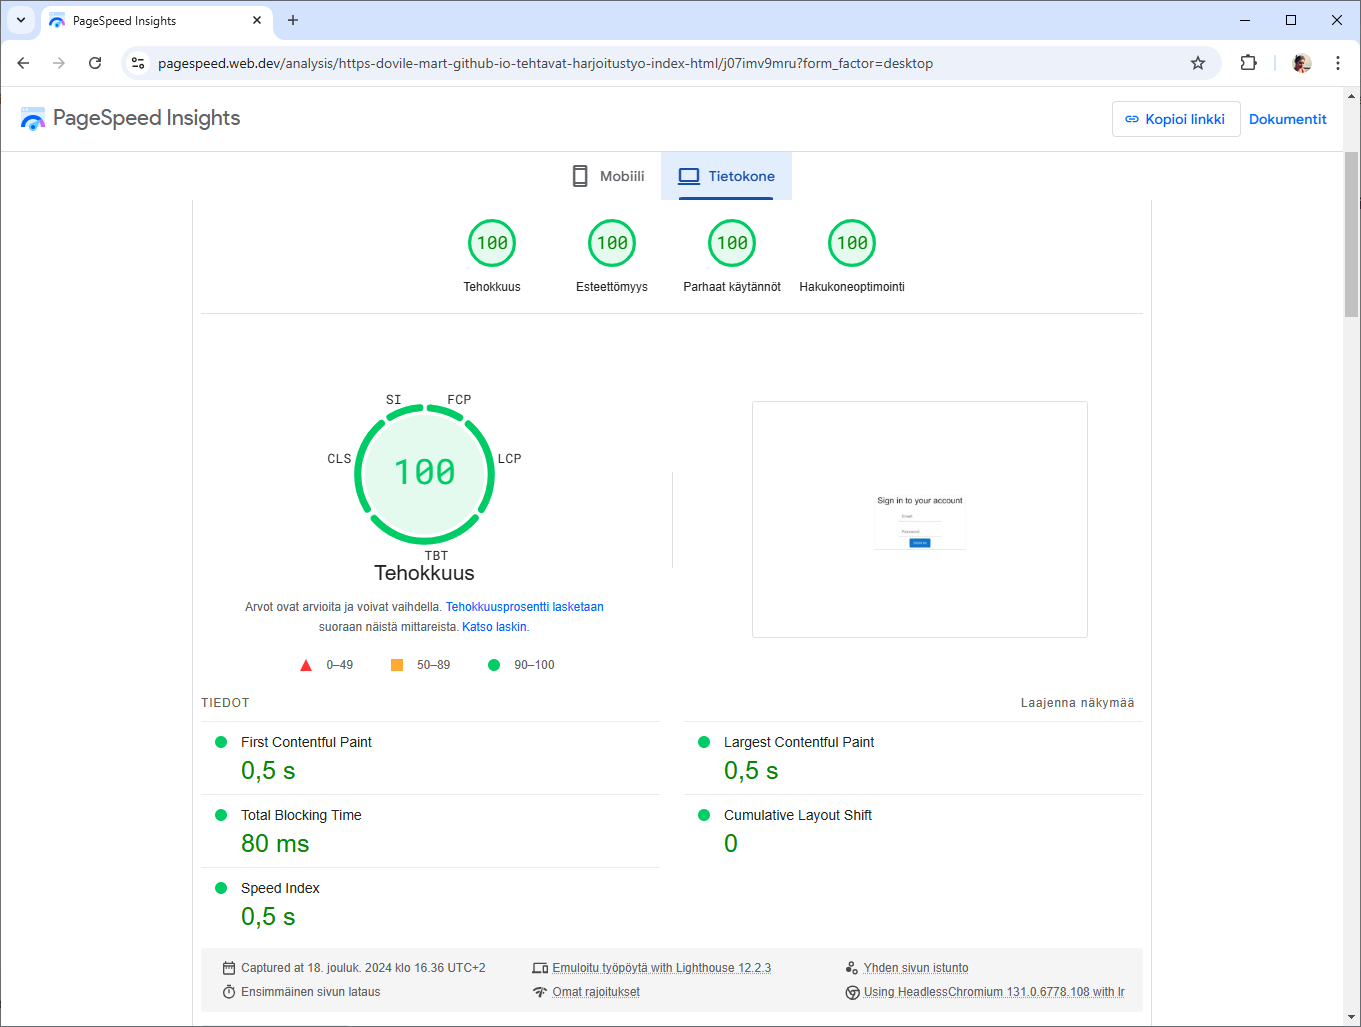 PageSpeed Insights
pagespeed.web.dev/analysis/https-dovile-mart-github-io-tehtavat-harjoitustyo-index-html/j07imv9mru?form_factor=desktop
PageSpeed Insights
Kopioi linkki
Dokumentit
Mobiili
Tietokone
100
100
100
100
Tehokkuus
Esteettömyys
Parhaat käytännöt
Hakukoneoptimointi
SI
FCP
CLS
LCP
100
TBT
Tehokkuus
Arvot ovat arvioita ja voivat vaihdella. Tehokkuusprosentti lasketaan
suoraan näistä mittareista. Katso laskin.
0–49
50–89
90–100
Sign in to your account
Email
Password
TIEDOT
Laajenna näkymää
First Contentful Paint
0,5 s
Largest Contentful Paint
0,5 s
Total Blocking Time
80 ms
Cumulative Layout Shift
0
Speed Index
0,5 s
Captured at 18. jouluk. 2024 klo 16.36 UTC+2
Emuloitu työpöytä with Lighthouse 12.2.3
Yhden sivun istunto
Ensimmäinen sivun lataus
Omat rajoitukset
Using HeadlessChromium 131.0.6778.108 with lr